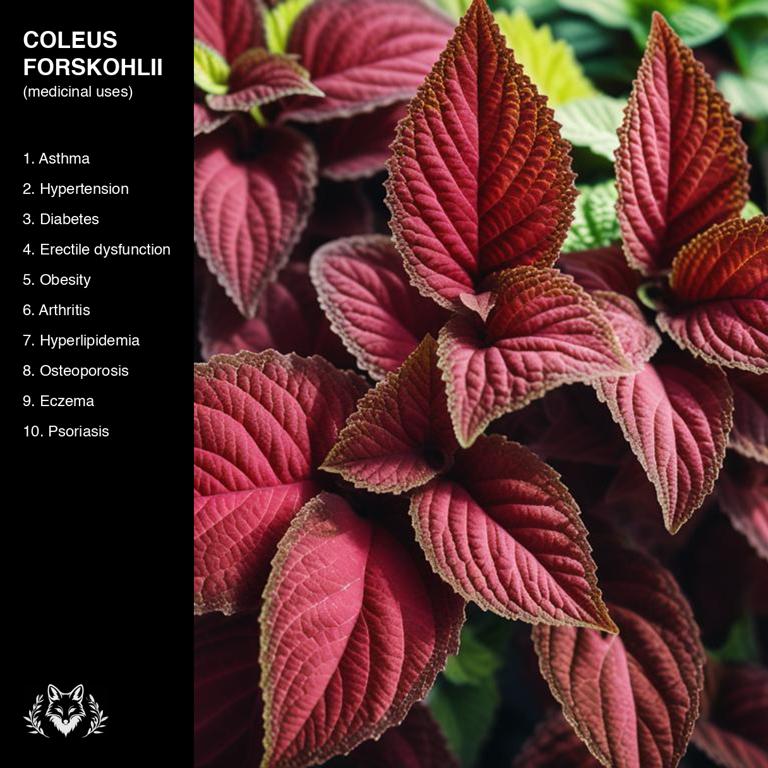 COLEUS
FORSKOHLII
(medicinal uses)
1. Asthma
2. Hypertension
3. Diabetes
4. Erectile dysfunction
5. Obesity
6. Arthritis
7. Hyperlipidemia
8. Osteoporosis
9. Eczema
10. Psoriasis